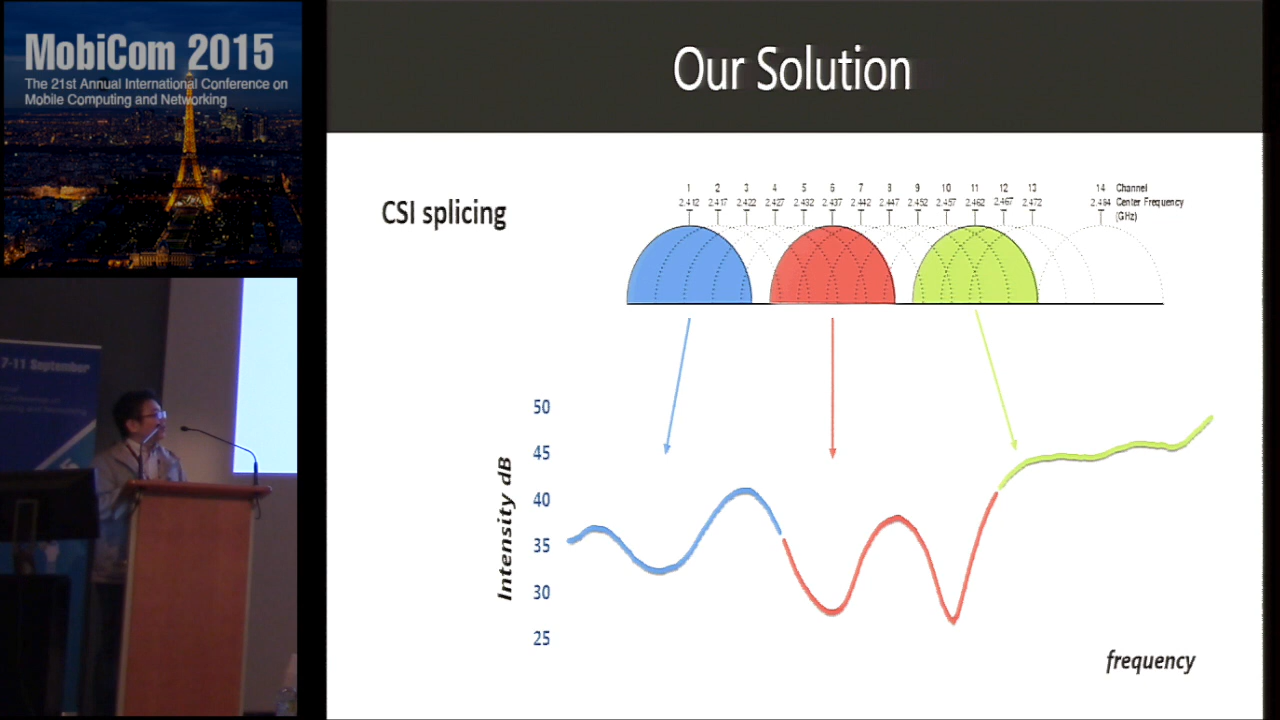 MobiCom 2015
The 21st Annual International Conference on
Mobile Computing and Networking
7-11 September
Our Solution
CSI splicing
1 2 3 4 5 6 7 8 9 10 11 12 13 14 Channel
2.412 2.417 2.422 2.427 2.432 2.437 2.442 2.447 2.452 2.457 2.462 2.467 2.472 2.484 Center Frequency
(GHz)
50
45
40
35
30
25
Intensity dB
frequency